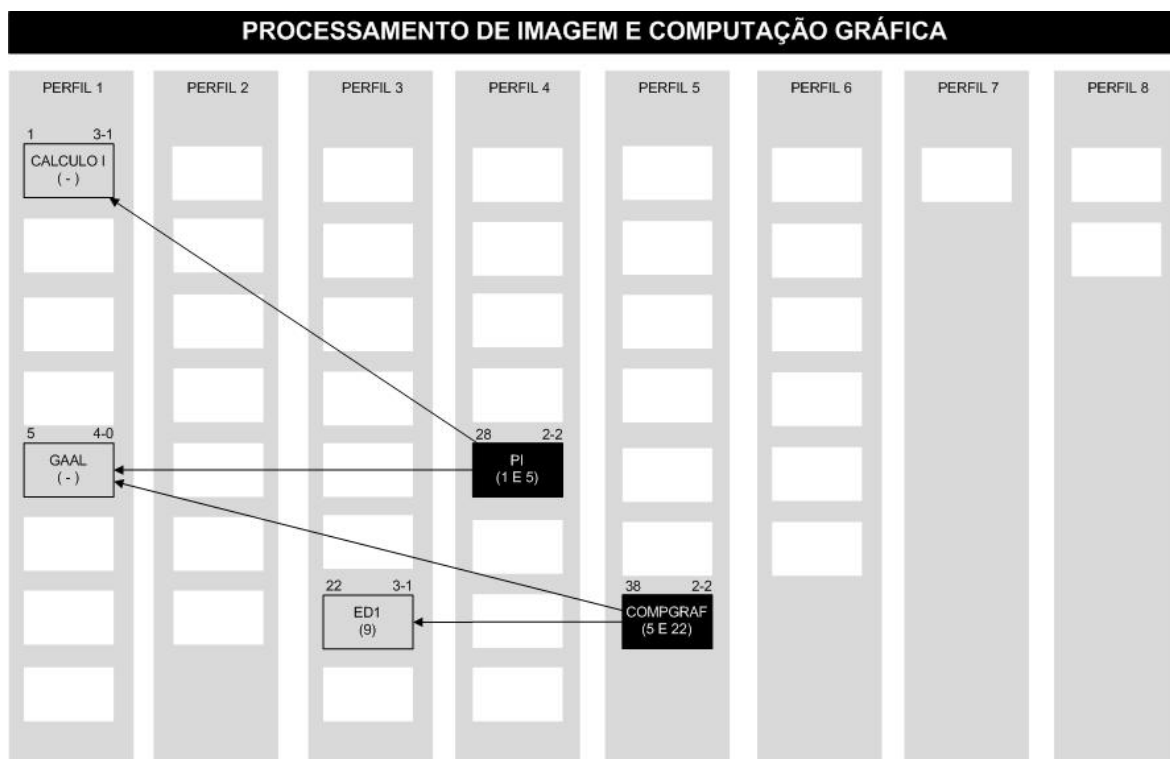 PROCESSAMENTO DE IMAGEM E COMPUTAÇÃO GRÁFICA
PERFIL 1 PERFIL 2 PERFIL 3 PERFIL 4 PERFIL 5 PERFIL 6 PERFIL 7 PERFIL 8
1 3-1
CALCULO I
( - )
5 4-0
GAAL
( - )
28 2-2
PI
(1 E 5)
22 3-1
ED1
(9)
38 2-2
COMPGRAF
(5 E 22)